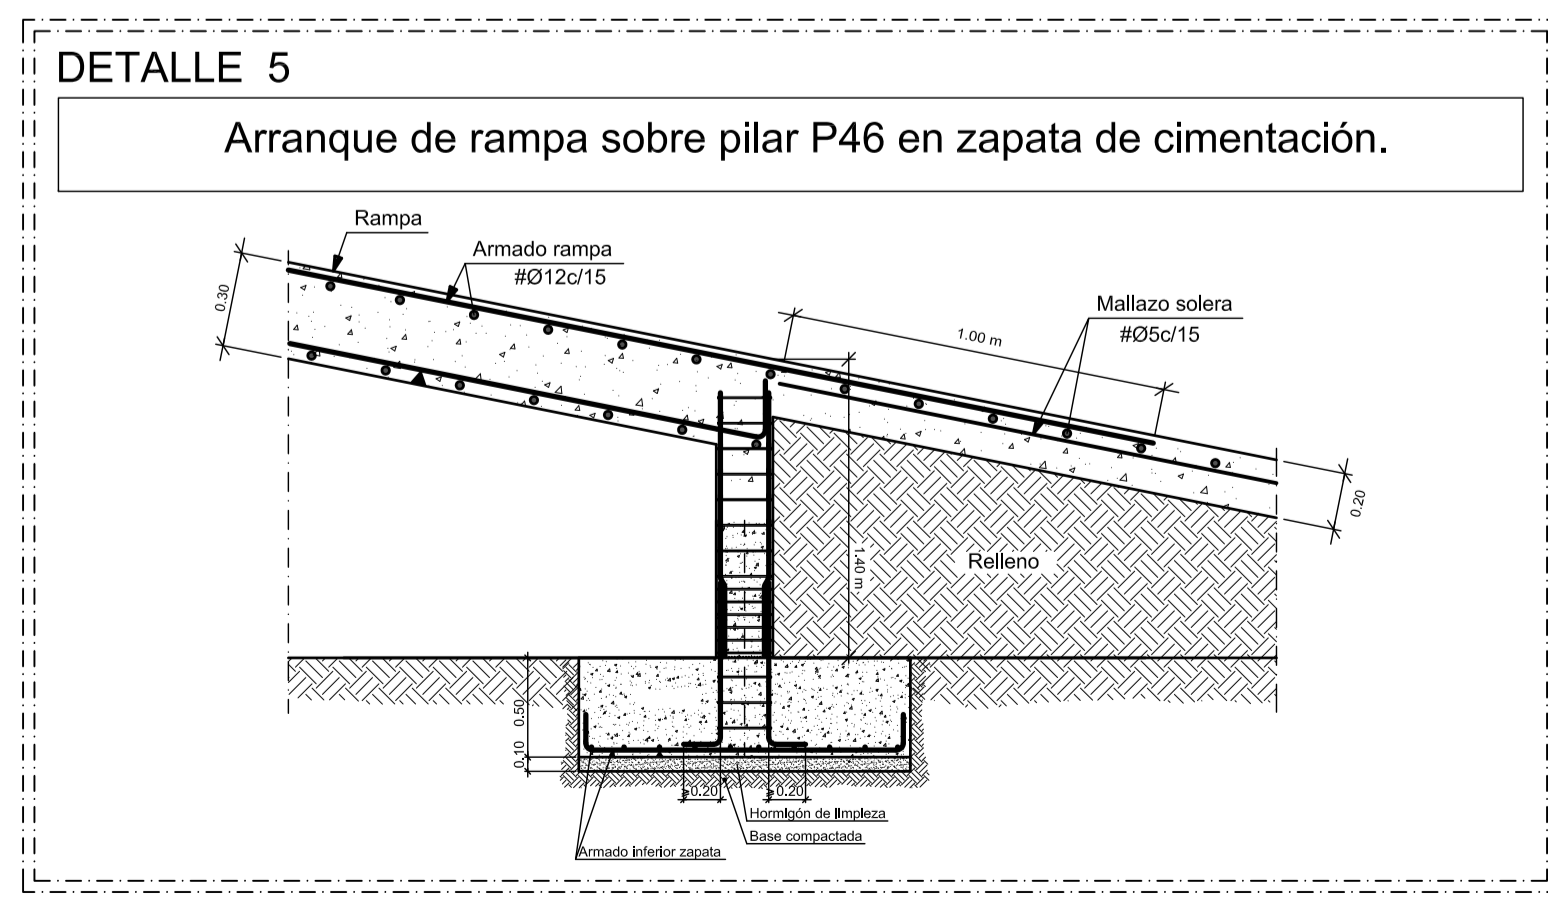 DETALLE 5
Arranque de rampa sobre pilar P46 en zapata de cimentación.
Rampa
Armado rampa
#Ø12c/15
0.30
Mallazo solera
#Ø5c/15
1.00 m
0.20
1.40 m
Relleno
0.50
0.10
≥0.20
≥0.20
Hormigón de limpieza
Base compactada
Armado inferior zapata